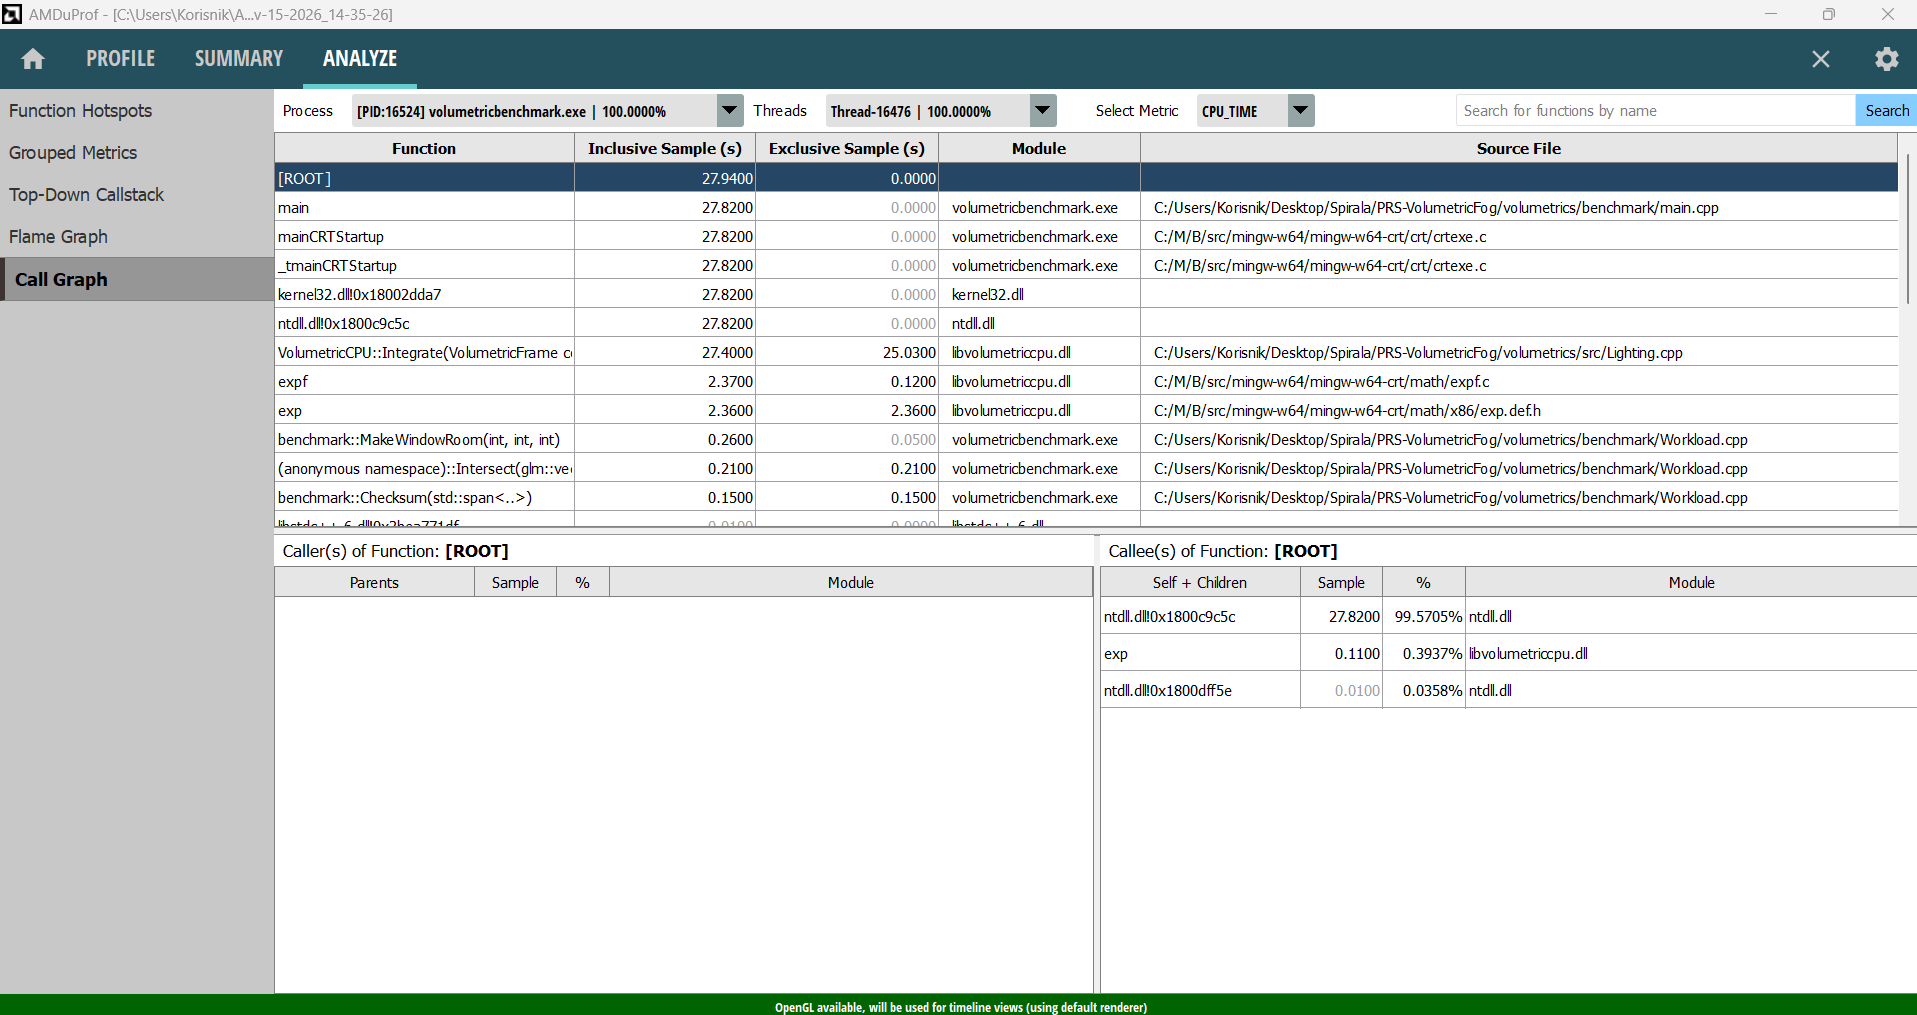 AMDuProf - [C:\Users\Korisnik\A...v-15-2026_14-35-26]
PROFILE SUMMARY ANALYZE
Function Hotspots
Grouped Metrics
Top-Down Callstack
Flame Graph
Call Graph
Process [PID:16524] volumetricbenchmark.exe | 100.0000% Threads Thread-16476 | 100.0000% Select Metric CPU_TIME Search for functions by name Search
Function Inclusive Sample (s) Exclusive Sample (s) Module Source File
[ROOT] 27.9400 0.0000
main 27.8200 0.0000 volumetricbenchmark.exe C:/Users/Korisnik/Desktop/Spirala/PRS-VolumetricFog/volumetrics/benchmark/main.cpp
mainCRTStartup 27.8200 0.0000 volumetricbenchmark.exe C:/M/B/src/mingw-w64/mingw-w64-crt/crt/crtexe.c
_tmainCRTStartup 27.8200 0.0000 volumetricbenchmark.exe C:/M/B/src/mingw-w64/mingw-w64-crt/crt/crtexe.c
kernel32.dll!0x18002dda7 27.8200 0.0000 kernel32.dll
ntdll.dll!0x1800c9c5c 27.8200 0.0000 ntdll.dll
VolumetricCPU::Integrate(VolumetricFrame c 27.4000 25.0300 libvolumetriccpu.dll C:/Users/Korisnik/Desktop/Spirala/PRS-VolumetricFog/volumetrics/src/Lighting.cpp
expf 2.3700 0.1200 libvolumetriccpu.dll C:/M/B/src/mingw-w64/mingw-w64-crt/math/expf.c
exp 2.3600 2.3600 libvolumetriccpu.dll C:/M/B/src/mingw-w64/mingw-w64-crt/math/x86/exp.def.h
benchmark::MakeWindowRoom(int, int, int) 0.2600 0.0500 volumetricbenchmark.exe C:/Users/Korisnik/Desktop/Spirala/PRS-VolumetricFog/volumetrics/benchmark/Workload.cpp
(anonymous namespace)::Intersect(glm::ve 0.2100 0.2100 volumetricbenchmark.exe C:/Users/Korisnik/Desktop/Spirala/PRS-VolumetricFog/volumetrics/benchmark/Workload.cpp
benchmark::Checksum(std::span<..>) 0.1500 0.1500 volumetricbenchmark.exe C:/Users/Korisnik/Desktop/Spirala/PRS-VolumetricFog/volumetrics/benchmark/Workload.cpp
0.0100 0.0000
Caller(s) of Function: [ROOT]
Parents Sample % Module
Callee(s) of Function: [ROOT]
Self + Children Sample % Module
ntdll.dll!0x1800c9c5c 27.8200 99.5705% ntdll.dll
exp 0.1100 0.3937% libvolumetriccpu.dll
ntdll.dll!0x1800dff5e 0.0100 0.0358% ntdll.dll
OpenGL available, will be used for timeline views (using default renderer)